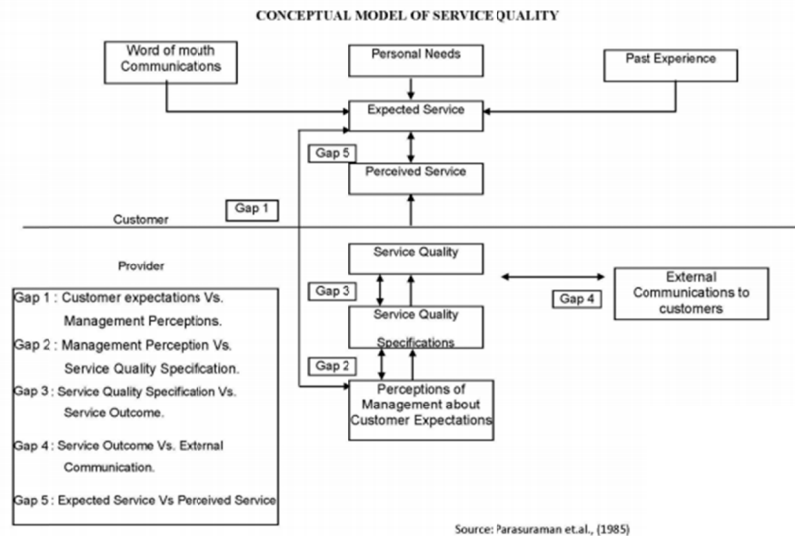 CONCEPTUAL MODEL OF SERVICE QUALITY
Word of mouth
Communicatons
Personal Needs
Past Experience
Expected Service
Gap 5
Perceived Service
Gap 1
Customer
Provider
Service Quality
Gap 3
Gap 4
External
Communications to
customers
Service Quality
Specifications
Gap 2
Perceptions of
Management about
Customer Expectations
Gap 1 : Customer expectations Vs.
Management Perceptions.
Gap 2 : Management Perception Vs.
Service Quality Specifcation.
Gap 3 : Service Quality Specification Vs.
Service Outcome.
Gap 4 : Service Outcome Vs. External
Communication.
Gap 5 : Expected Service Vs Perceived Service
Source: Parasuraman et.al., (1985)